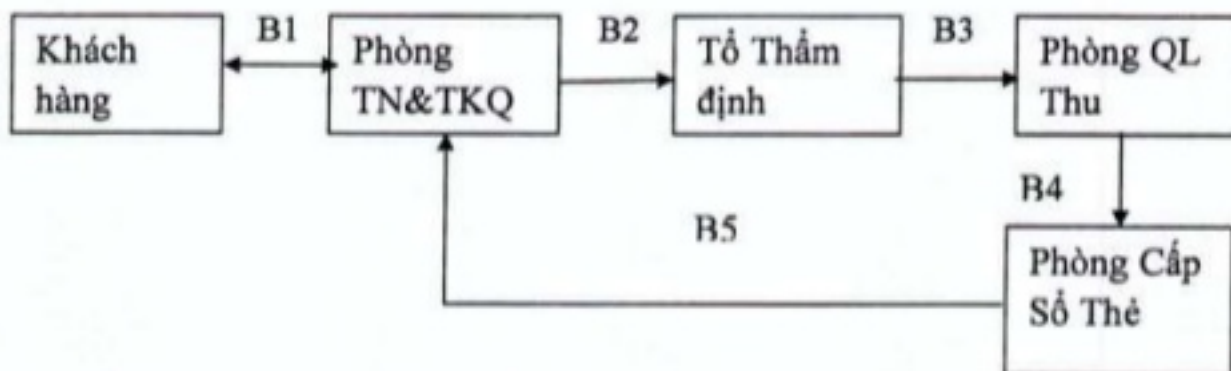 Khách
hàng
B1
Phòng
TN&TKQ
B2
Tổ Thẩm
định
B3
Phòng QL
Thu
B4
B5
Phòng Cấp
Sổ Thẻ